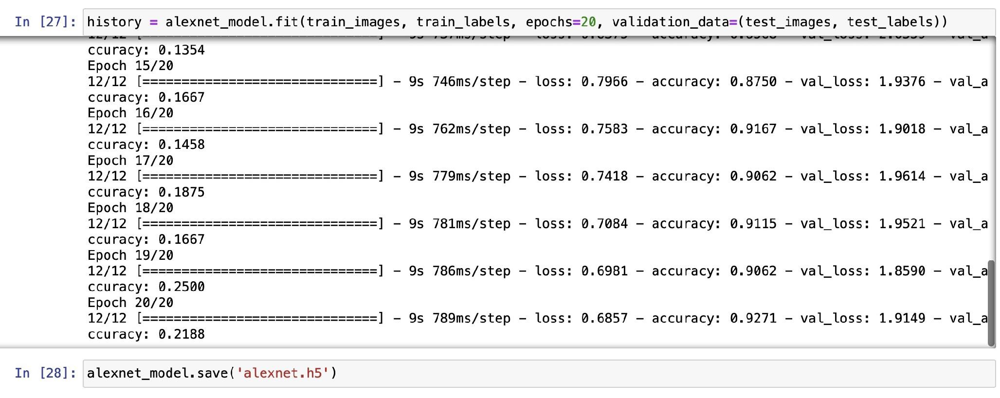 In [27]: history = alexnet_model.fit(train_images, train_labels, epochs=20, validation_data=(test_images, test_labels))
ccuracy: 0.1354
Epoch 15/20
12/12 [==============================] - 9s 746ms/step - loss: 0.7966 - accuracy: 0.8750 - val_loss: 1.9376 - val_a
ccuracy: 0.1667
Epoch 16/20
12/12 [==============================] - 9s 762ms/step - loss: 0.7583 - accuracy: 0.9167 - val_loss: 1.9018 - val_a
ccuracy: 0.1458
Epoch 17/20
12/12 [==============================] - 9s 779ms/step - loss: 0.7418 - accuracy: 0.9062 - val_loss: 1.9614 - val_a
ccuracy: 0.1875
Epoch 18/20
12/12 [==============================] - 9s 781ms/step - loss: 0.7084 - accuracy: 0.9115 - val_loss: 1.9521 - val_a
ccuracy: 0.1667
Epoch 19/20
12/12 [==============================] - 9s 786ms/step - loss: 0.6981 - accuracy: 0.9062 - val_loss: 1.8590 - val_a
ccuracy: 0.2500
Epoch 20/20
12/12 [==============================] - 9s 789ms/step - loss: 0.6857 - accuracy: 0.9271 - val_loss: 1.9149 - val_a
ccuracy: 0.2188
In [28]: alexnet_model.save('alexnet.h5')